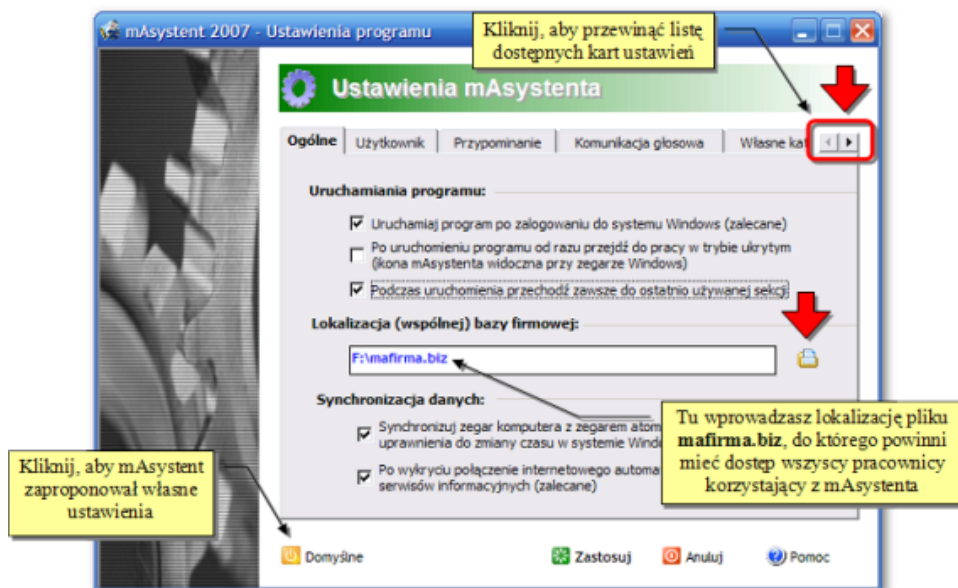 mAsystent 2007 - Ustawienia programu
Kliknij, aby przewinąć listę
dostępnych kart ustawień
Ustawienia mAsystenta
Ogólne Użytkownik Przypominanie Komunikacja głosowa Własne kat
Uruchamiania programu:
Uruchamiaj program po zalogowaniu do systemu Windows (zalecane)
Po uruchomieniu programu od razu przejdź do pracy w trybie ukrytym
(ikona mAsystenta widoczna przy zegarze Windows)
Podczas uruchomienia przechodź zawsze do ostatnio używanej sekcji
Lokalizacja (wspólnej) bazy firmowej:
F:\mafirma.biz
Synchronizacja danych:
Synchronizuj zegar komputera z zegarem atom
uprawnienia do zmiany czasu w systemie Wind
Po wykryciu połączenie internetowego automa
serwisów informacyjnych (zalecane)
Tu wprowadzasz lokalizację pliku
mafirma.biz, do którego powinni
mieć dostęp wszyscy pracownicy
korzystający z mAsystenta
Kliknij, aby mAsystent
zaproponował własne
ustawienia
Domyślne Zastosuj Anuluj Pomoc